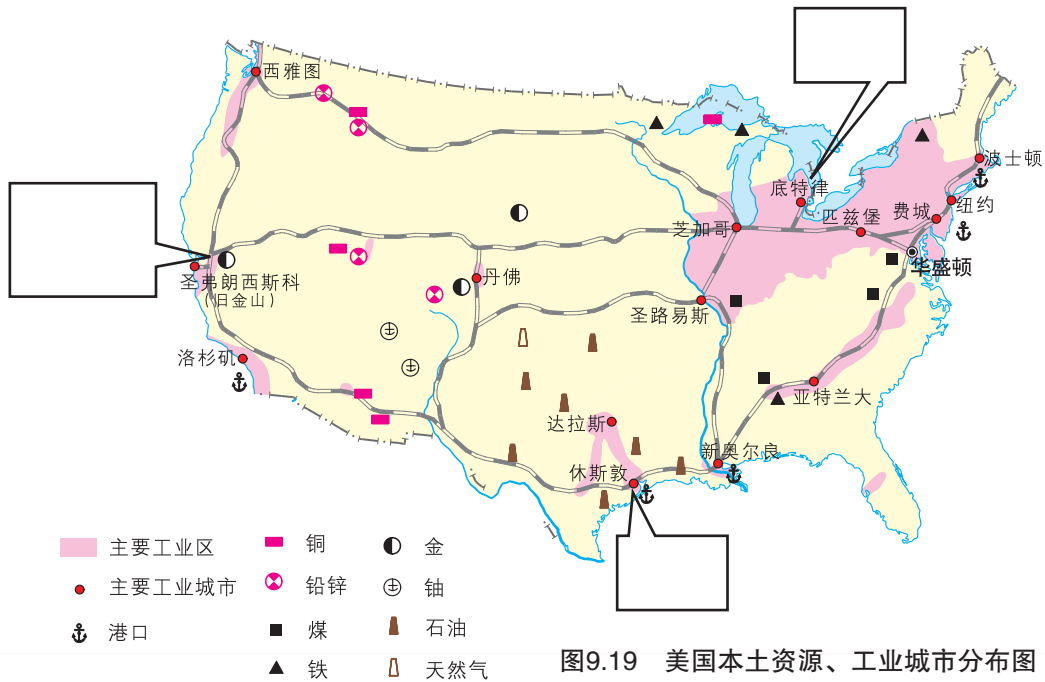 西雅图
波士顿
底特律
纽约
费城
匹兹堡
芝加哥
华盛顿
圣弗朗西斯科
(旧金山)
丹佛
圣路易斯
洛杉矶
亚特兰大
达拉斯
新奥尔良
休斯敦
主要工业区
铜
金
主要工业城市
铅锌
铀
港口
煤
石油
铁
天然气
图9.19 美国本土资源、工业城市分布图